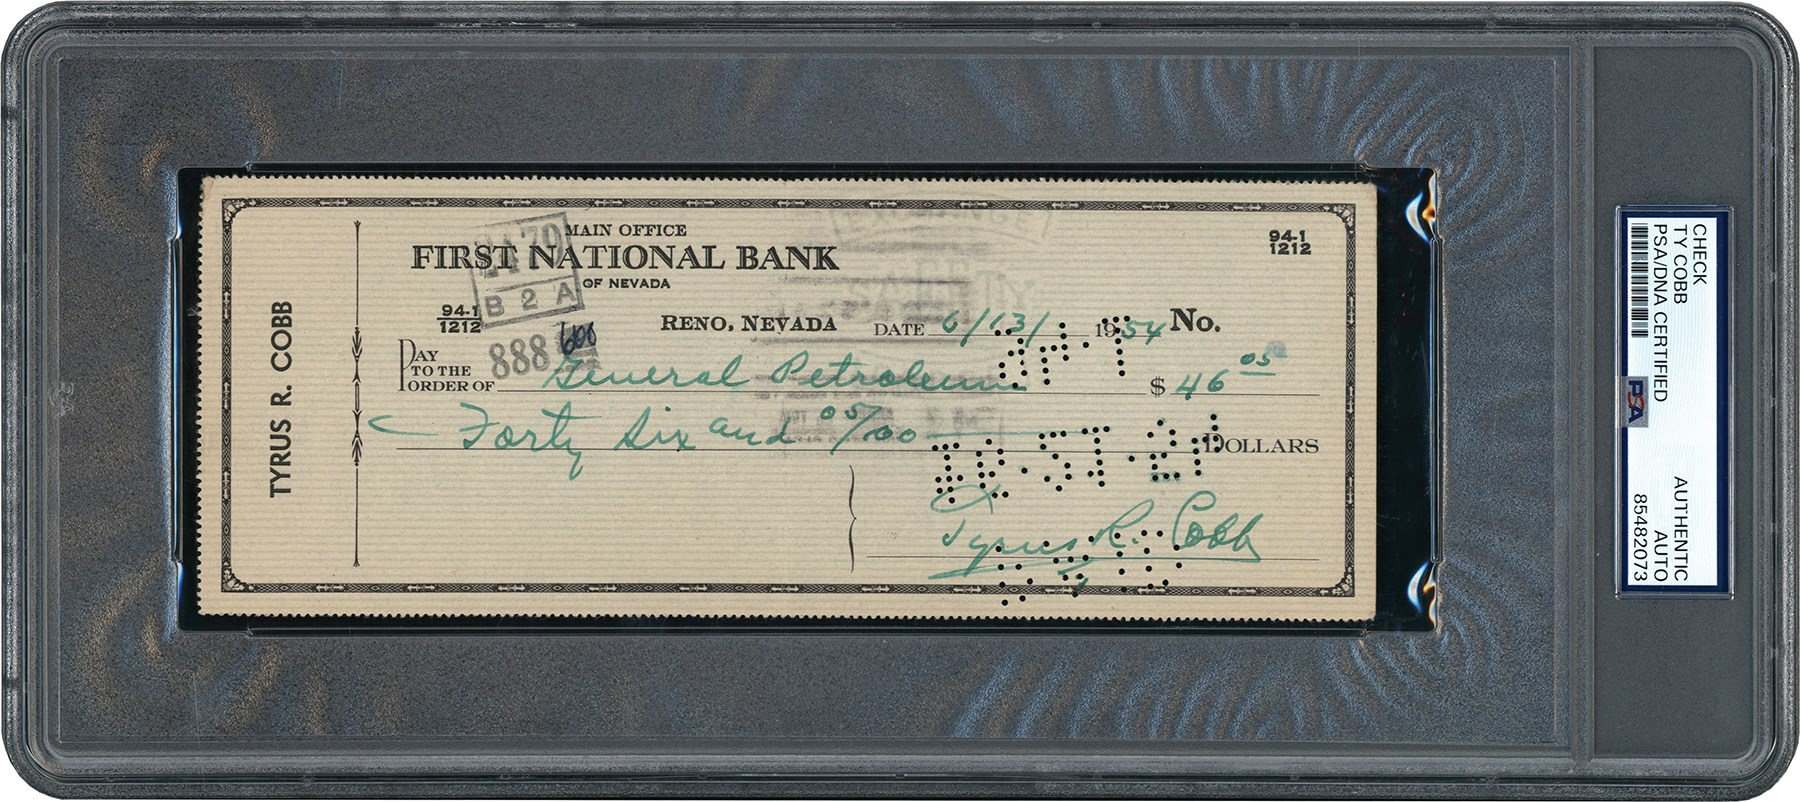 MAIN OFFICE
FIRST NATIONAL BANK
OF NEVADA
94-1
1212
B 2 A
94-1
1212
888
RENO, NEVADA DATE 6/13/ 1954 No.
PAY TO THE ORDER OF General Petroleum $ 46 05
Forty Six and 05/00 DOLLARS
Tyrus R. Cobb
TYRUS R. COBB
CHECK
TY COBB
PSA/DNA CERTIFIED
PSA
AUTHENTIC
AUTO
85482073